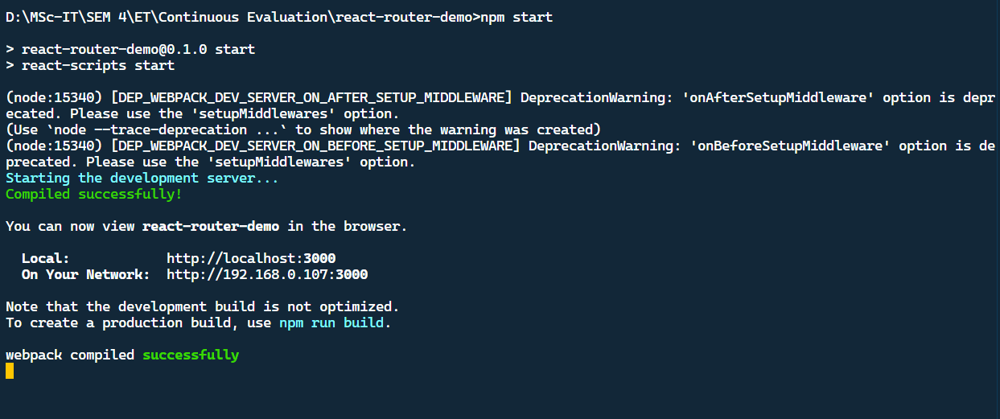 D:\MSc-IT\SEM 4\ET\Continuous Evaluation\react-router-demo>npm start
> react-router-demo@0.1.0 start
> react-scripts start
(node:15340) [DEP_WEBPACK_DEV_SERVER_ON_AFTER_SETUP_MIDDLEWARE] DeprecationWarning: 'onAfterSetupMiddleware' option is depr
ecated. Please use the 'setupMiddlewares' option.
(Use `node --trace-deprecation ...` to show where the warning was created)
(node:15340) [DEP_WEBPACK_DEV_SERVER_ON_BEFORE_SETUP_MIDDLEWARE] DeprecationWarning: 'onBeforeSetupMiddleware' option is de
precated. Please use the 'setupMiddlewares' option.
Starting the development server...
Compiled successfully!
You can now view react-router-demo in the browser.
Local: http://localhost:3000
On Your Network: http://192.168.0.107:3000
Note that the development build is not optimized.
To create a production build, use npm run build.
webpack compiled successfully